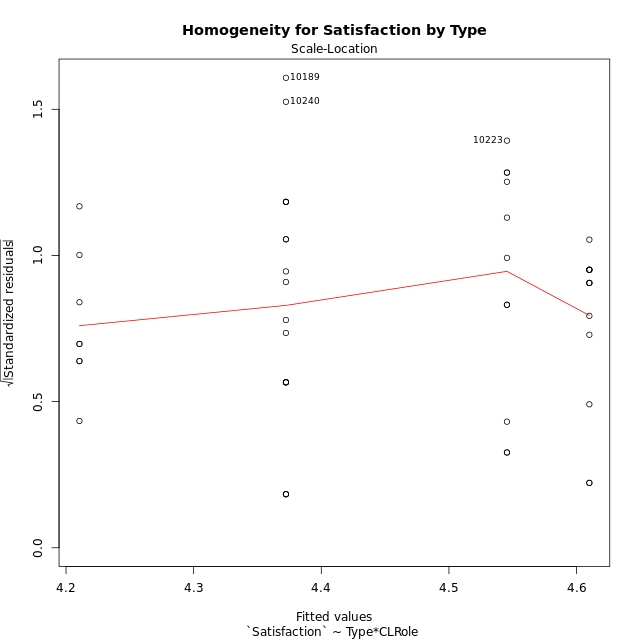 Homogeneity for Satisfaction by Type
Scale-Location
10189
10240
10223
√|Standardized residuals|
0.0
0.5
1.0
1.5
4.2
4.3
4.4
4.5
4.6
Fitted values
`Satisfaction` ~ Type*CLRole